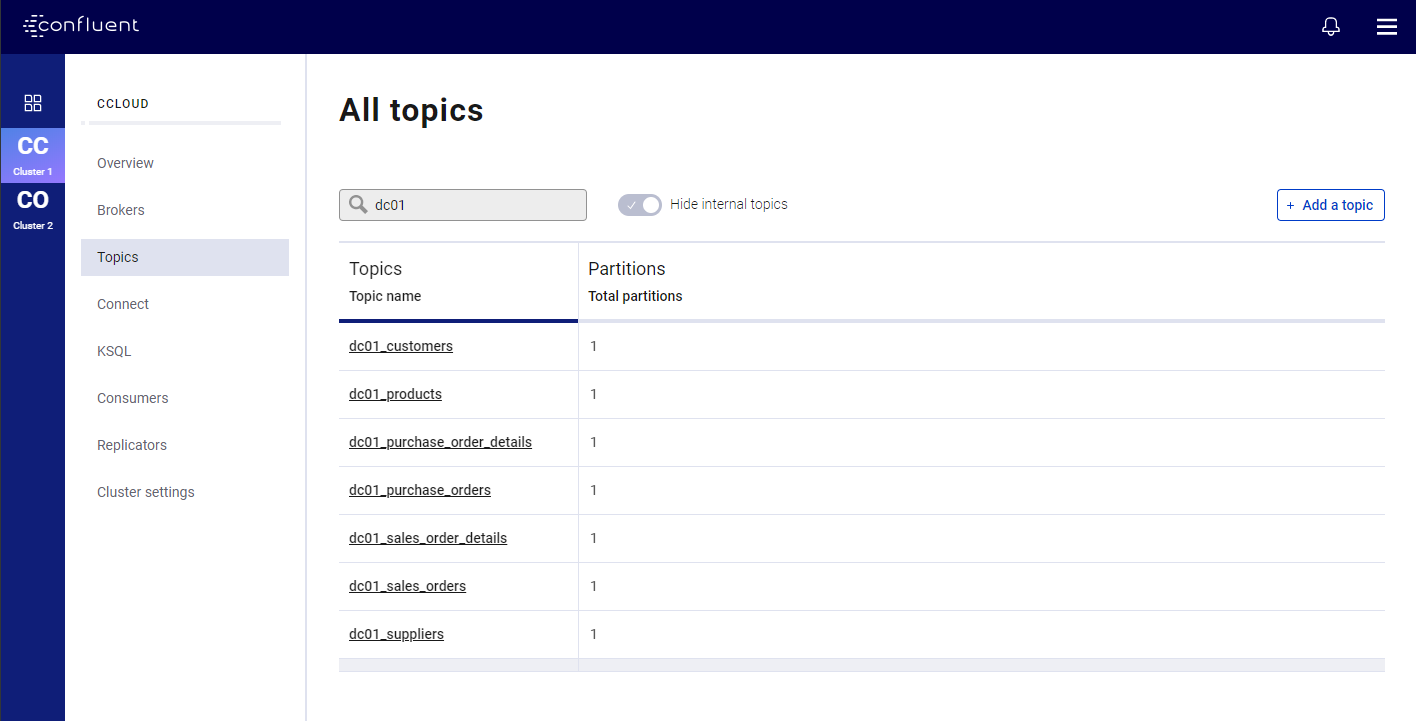 confluent
CC
Cluster 1
CO
Cluster 2
CCLOUD
Overview
Brokers
Topics
Connect
KSQL
Consumers
Replicators
Cluster settings
All topics
dc01
Hide internal topics
+ Add a topic
Topics Partitions
Topic name Total partitions
dc01_customers 1
dc01_products 1
dc01_purchase_order_details 1
dc01_purchase_orders 1
dc01_sales_order_details 1
dc01_sales_orders 1
dc01_suppliers 1